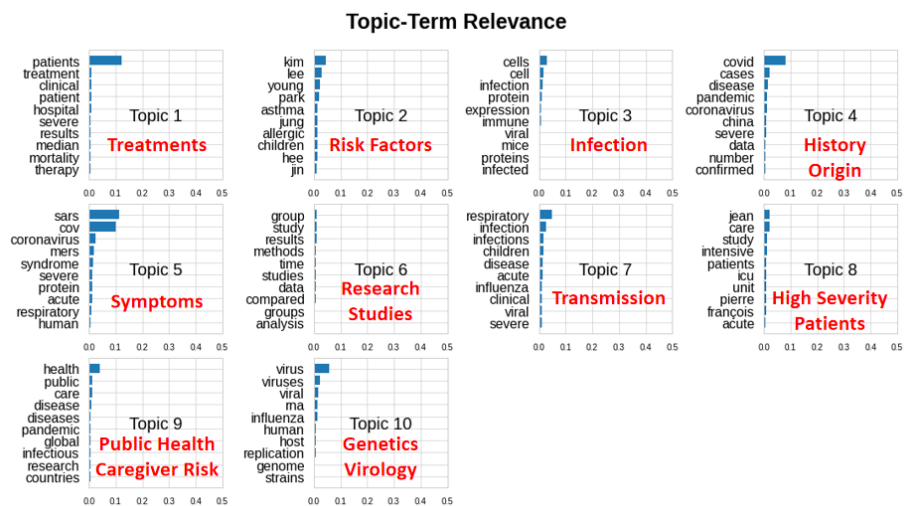 Topic-Term Relevance
patients
treatment
clinical
patient
hospital
severe
results
median
mortality
therapy
Topic 1
Treatments
0.0 0.1 0.2 0.3 0.4 0.5
kim
lee
young
park
asthma
jung
allergic
children
hee
jin
Topic 2
Risk Factors
0.0 0.1 0.2 0.3 0.4 0.5
cells
cell
infection
protein
expression
immune
viral
mice
proteins
infected
Topic 3
Infection
0.0 0.1 0.2 0.3 0.4 0.5
covid
cases
disease
pandemic
coronavirus
china
severe
data
number
confirmed
Topic 4
History
Origin
0.0 0.1 0.2 0.3 0.4 0.5
sars
cov
coronavirus
mers
syndrome
severe
protein
acute
respiratory
human
Topic 5
Symptoms
0.0 0.1 0.2 0.3 0.4 0.5
group
study
results
methods
time
studies
data
compared
groups
analysis
Topic 6
Research
Studies
0.0 0.1 0.2 0.3 0.4 0.5
respiratory
infection
infections
children
disease
acute
influenza
clinical
viral
severe
Topic 7
Transmission
0.0 0.1 0.2 0.3 0.4 0.5
jean
care
study
intensive
patients
icu
unit
pierre
françois
acute
Topic 8
High Severity
Patients
0.0 0.1 0.2 0.3 0.4 0.5
health
public
care
disease
diseases
pandemic
global
infectious
research
countries
Topic 9
Public Health
Caregiver Risk
0.0 0.1 0.2 0.3 0.4 0.5
virus
viruses
viral
rna
influenza
human
host
replication
genome
strains
Topic 10
Genetics
Virology
0.0 0.1 0.2 0.3 0.4 0.5